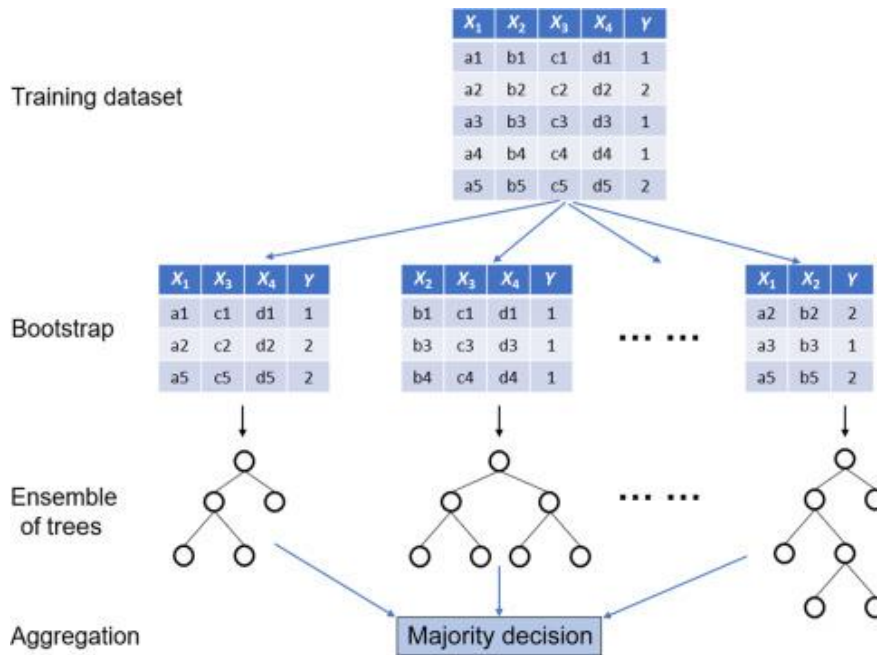 X1 X2 X3 X4 Y
a1 b1 c1 d1 1
Training dataset
a2 b2 c2 d2 2
a3 b3 c3 d3 1
a4 b4 c4 d4 1
a5 b5 c5 d5 2
X1 X3 X4 Y
a1 c1 d1 1
a2 c2 d2 2
a5 c5 d5 2
X2 X3 X4 Y
b1 c1 d1 1
b3 c3 d3 1
b4 c4 d4 1
... ...
X1 X2 Y
a2 b2 2
a3 b3 1
a5 b5 2
Bootstrap
Ensemble
of trees
... ...
Aggregation
Majority decision